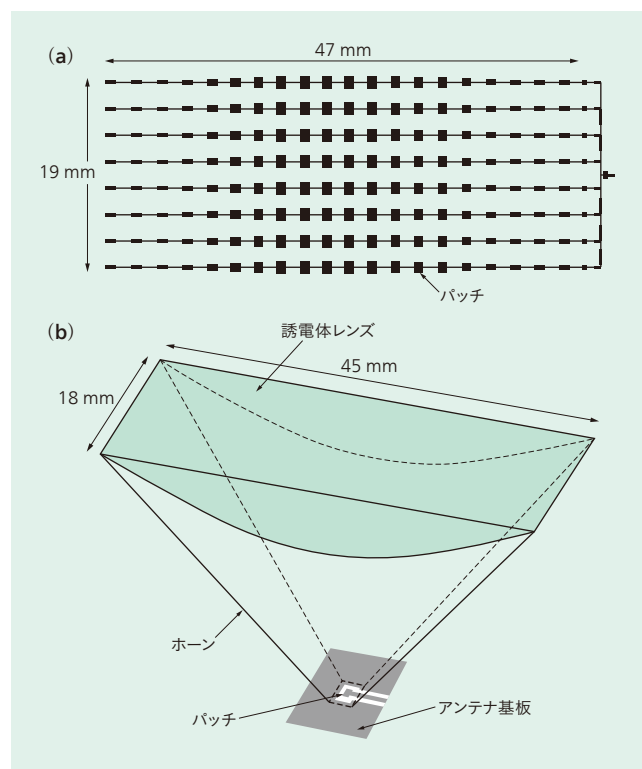 (a)
47 mm
19 mm
パッチ
(b)
誘電体レンズ
45 mm
18 mm
ホーン
パッチ
アンテナ基板